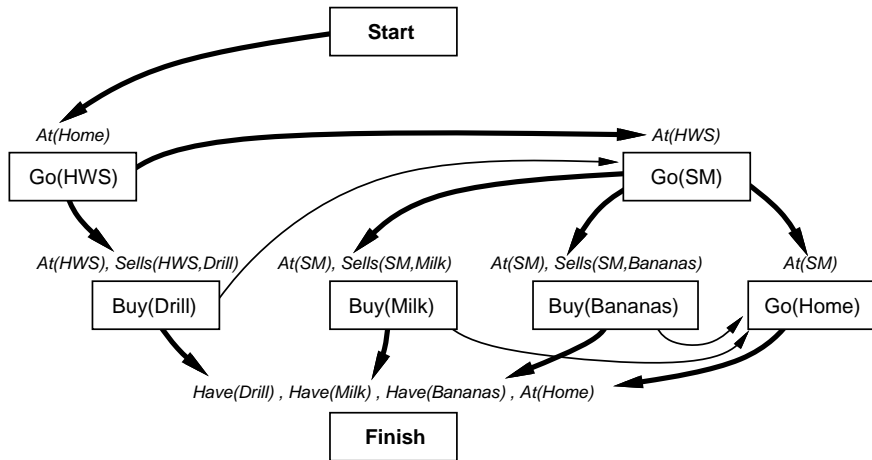 Start
At(Home)
At(HWS)
Go(HWS)
Go(SM)
At(HWS), Sells(HWS,Drill)
At(SM), Sells(SM,Milk)
At(SM), Sells(SM,Bananas)
At(SM)
Buy(Drill)
Buy(Milk)
Buy(Bananas)
Go(Home)
Have(Drill) , Have(Milk) , Have(Bananas) , At(Home)
Finish